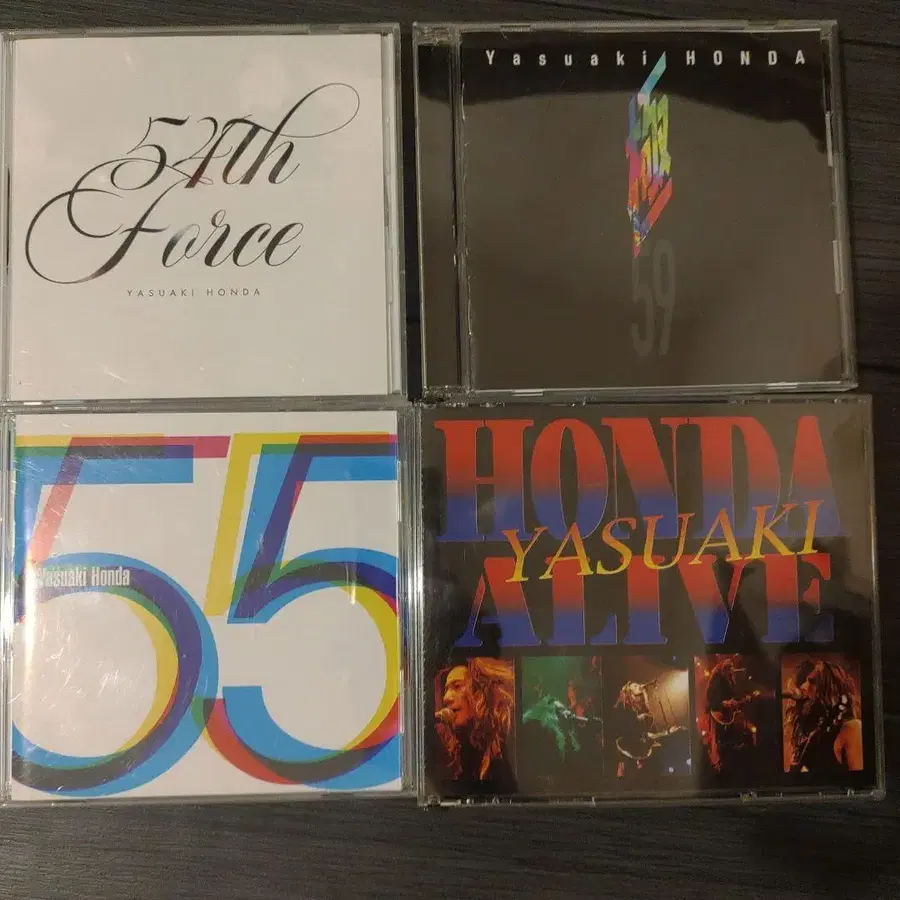 54th
Force
YASUAKI HONDA
Yasuaki HONDA
59
55
Yasuaki Honda
HONDA
YASUAKI
ALIVE